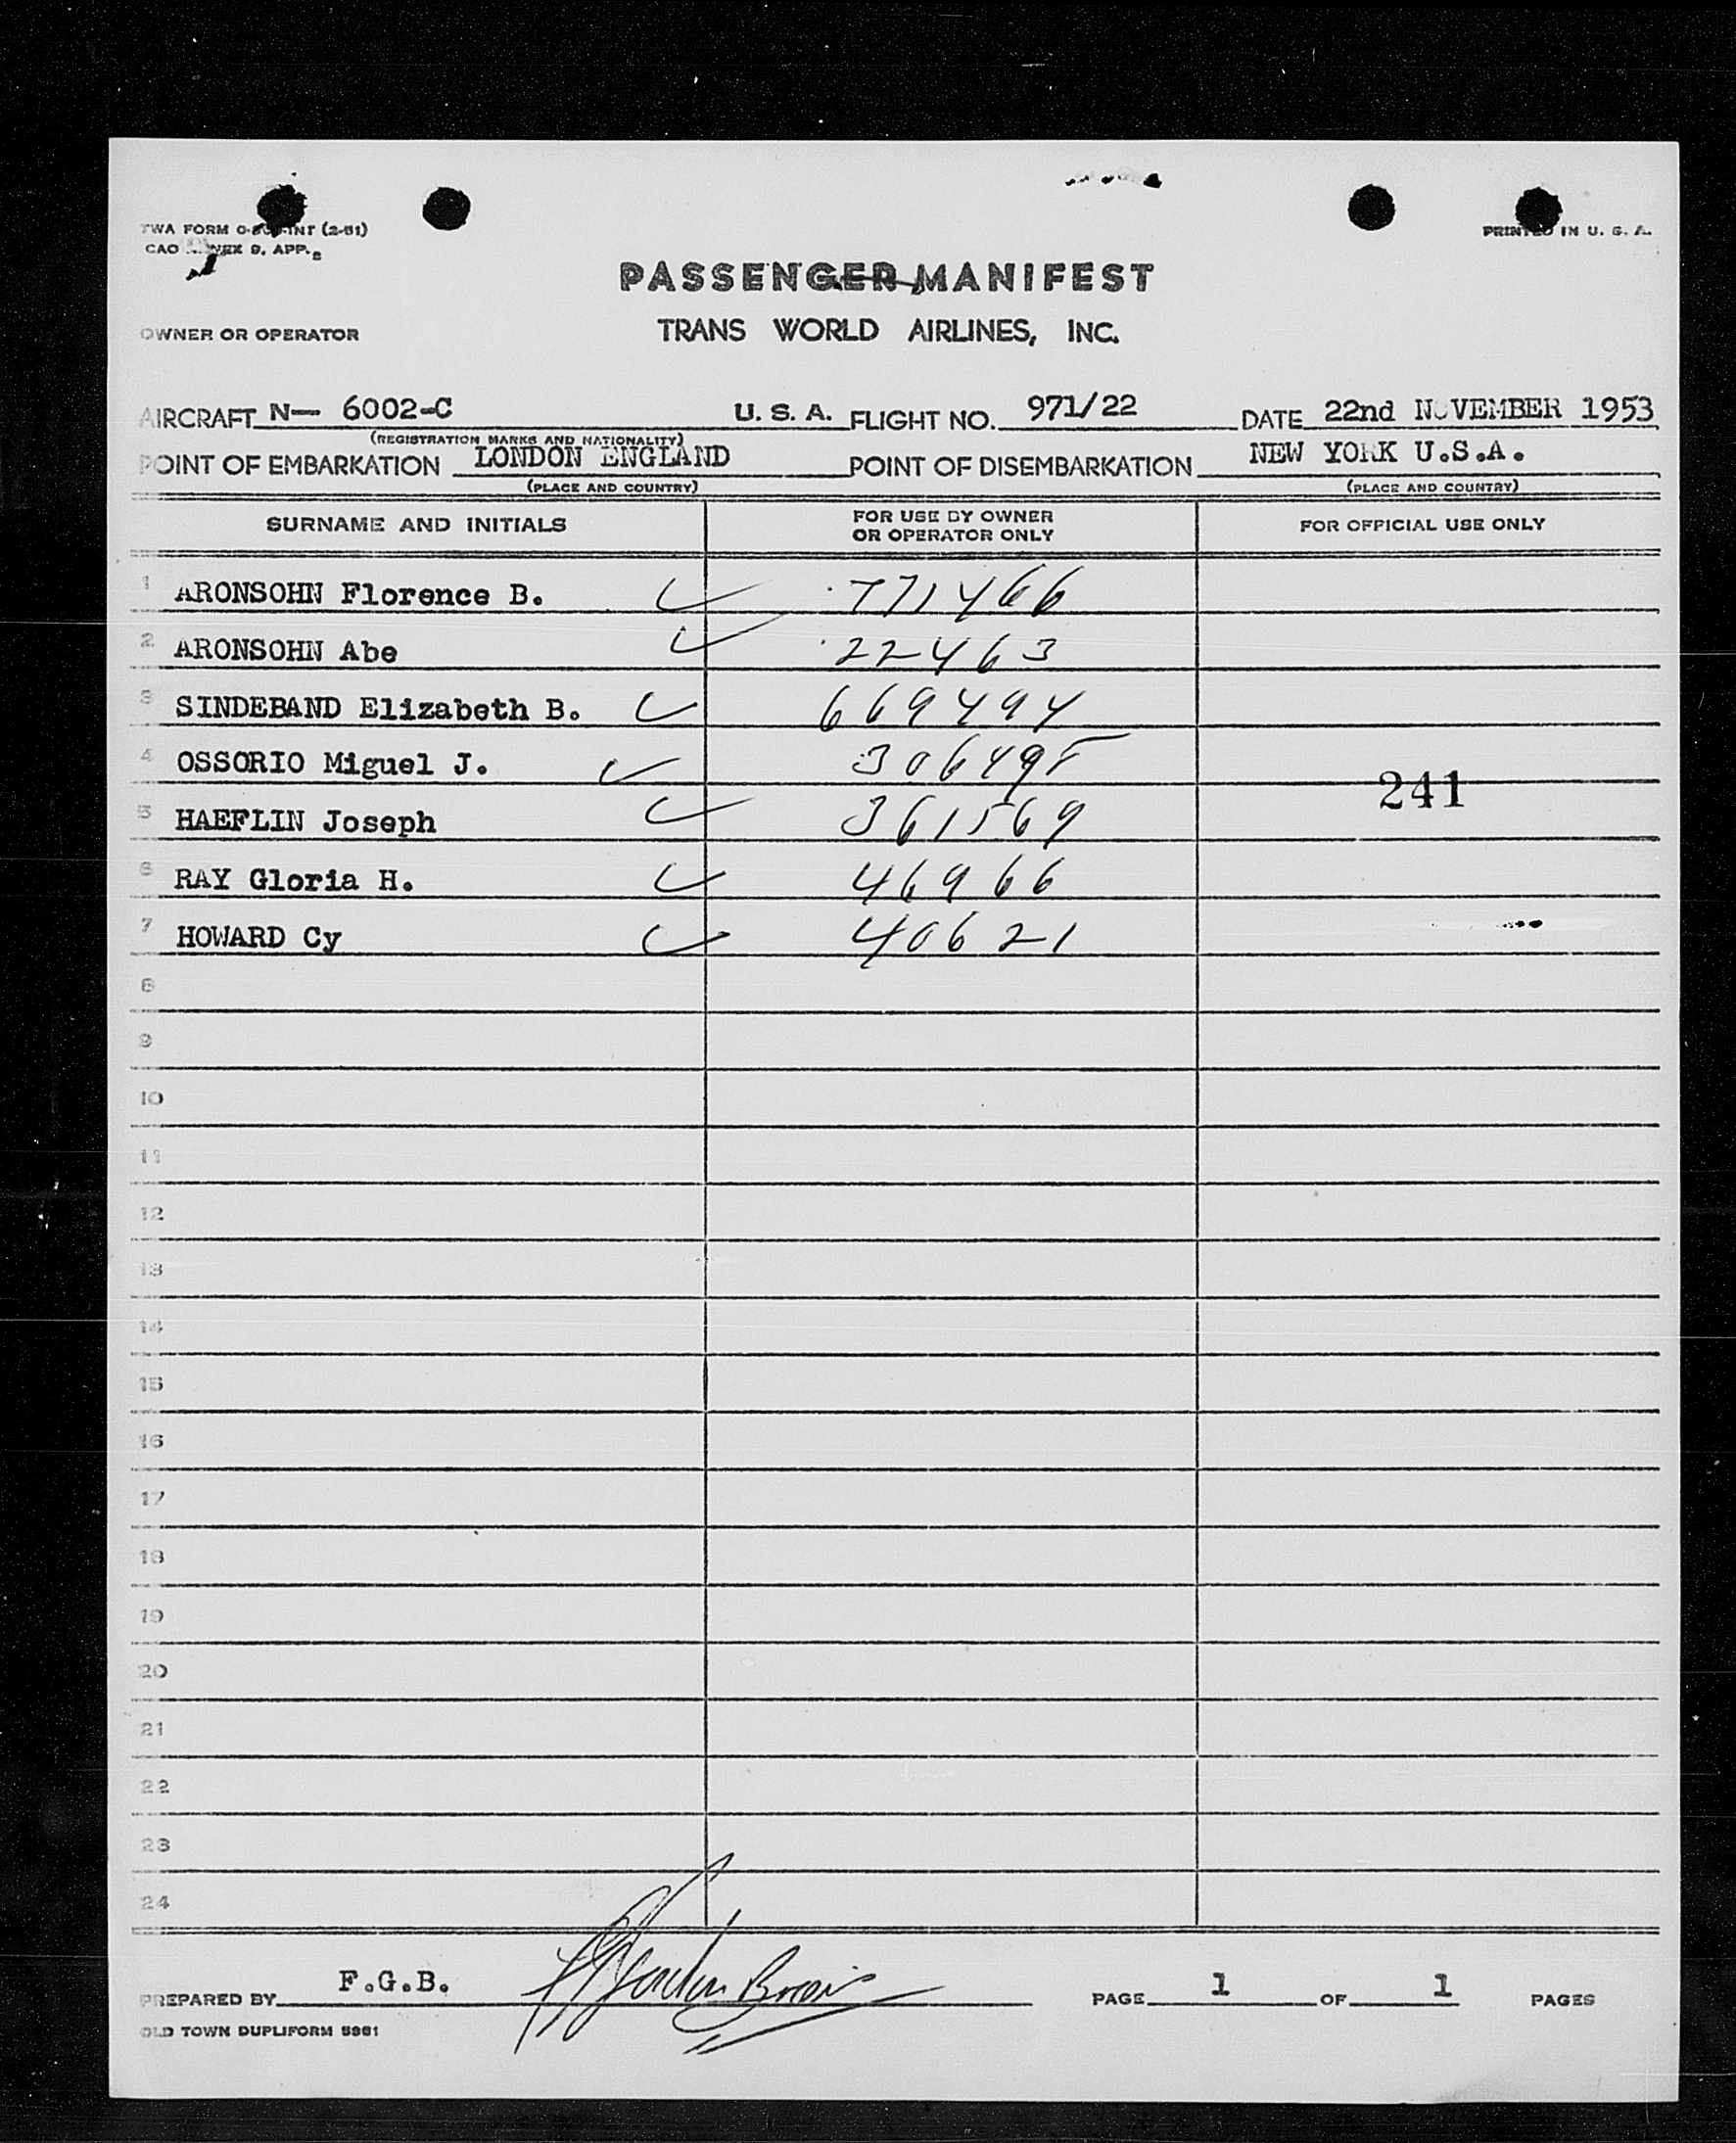 TWA FORM (2-51) PRINTED IN U. S. A.
CAO ANNEX 9, APP.
PASSENGER MANIFEST
OWNER OR OPERATOR TRANS WORLD AIRLINES, INC.
AIRCRAFT N— 6002-C U. S. A. FLIGHT NO. 971/22 DATE 22nd NOVEMBER 1953
(REGISTRATION MARKS AND NATIONALITY)
POINT OF EMBARKATION LONDON ENGLAND POINT OF DISEMBARKATION NEW YORK U.S.A.
(PLACE AND COUNTRY) (PLACE AND COUNTRY)
SURNAME AND INITIALS FOR USE BY OWNER OR OPERATOR ONLY FOR OFFICIAL USE ONLY
1 ARONSOHN Florence B. 771466
2 ARONSOHN Abe 22463
3 SINDEBAND Elizabeth B. 669494
4 OSSORIO Miguel J. 306495
241
5 HAEFLIN Joseph 361569
6 RAY Gloria H. 46966
7 HOWARD Cy 40621
8
9
10
11
12
13
14
15
16
17
18
19
20
21
22
23
24
PREPARED BY F.G.B. PAGE 1 OF 1 PAGES
OLD TOWN DUPLIFORM 5961